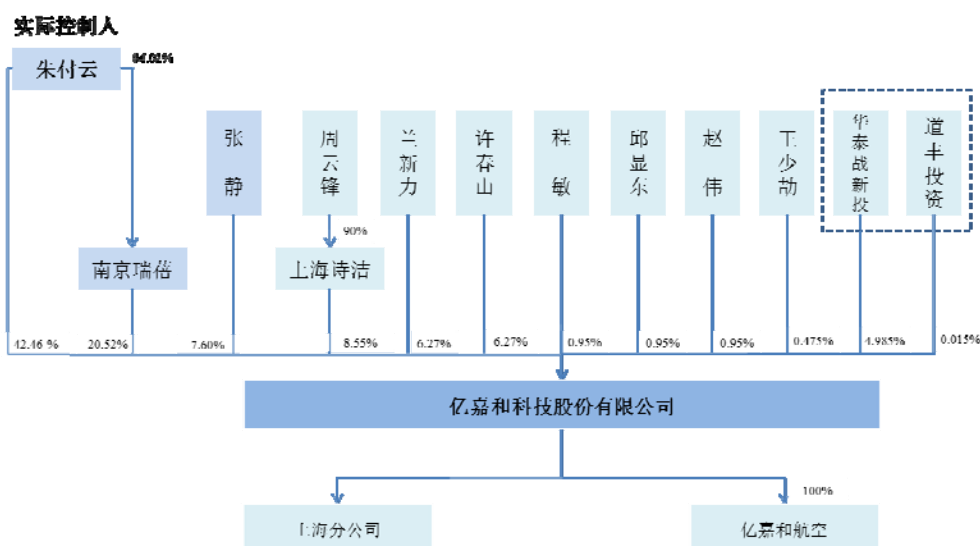 实际控制人
朱付云
张静
周云锋
兰新力
许春山
程敏
邱显东
赵伟
王少劼
华泰战新投
道丰投资
90%
南京瑞蓓
上海诗洁
42.46 %
20.52%
7.60%
8.55%
6.27%
6.27%
0.95%
0.95%
0.95%
0.475%
4.985%
0.015%
亿嘉和科技股份有限公司
100%
上海分公司
亿嘉和航空